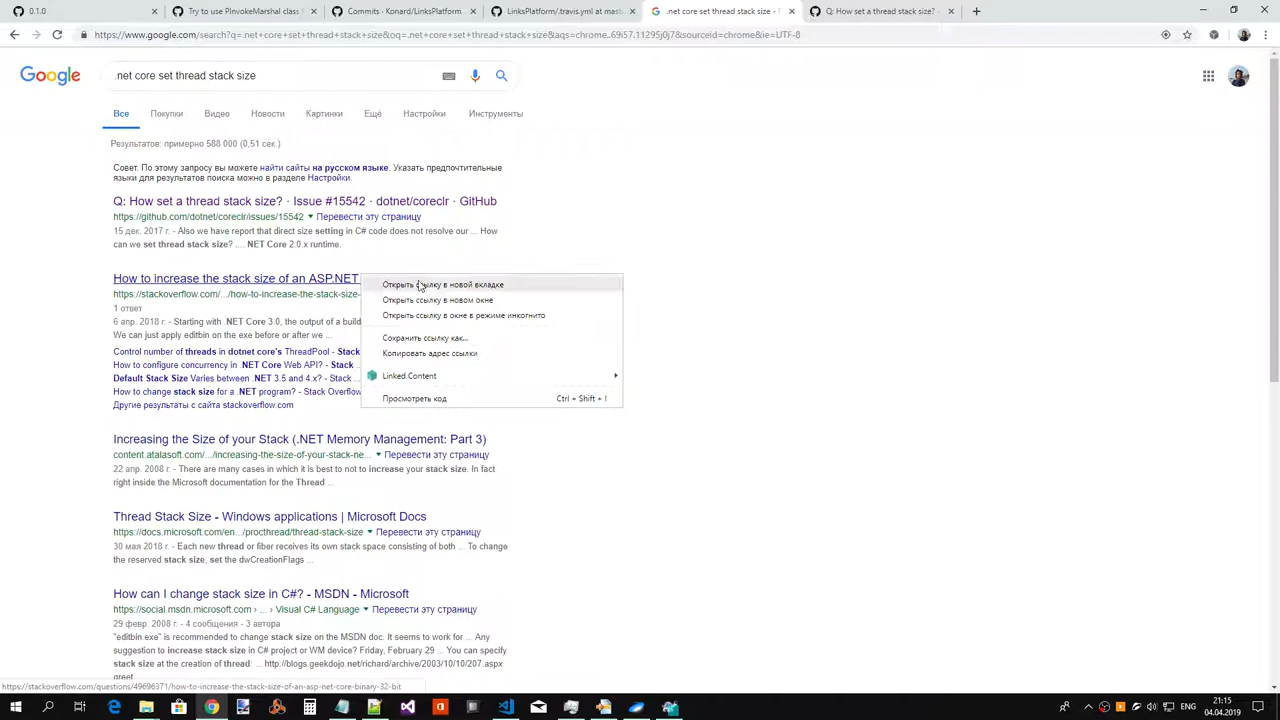 0.1.0
Try to use PInvokeMarshal class
Commits · Konard/LinksPlatform
LinksPlatform/.travis.yml at mast
.net core set thread stack size - 
Q: How set a thread stack size? ·
https://www.google.com/search?q=.net+core+set+thread+stack+size&oq=.net+core+set+thread+stack+size&aqs=chrome..69i57.11295j0j7&sourceid=chrome&ie=UTF-8
Google
.net core set thread stack size
Все
Покупки
Видео
Новости
Картинки
Ещё
Настройки
Инструменты
Результатов: примерно 588 000 (0,51 сек.)
Совет. По этому запросу вы можете найти сайты на русском языке. Указать предпочтительные
языки для результатов поиска можно в разделе Настройки.
Q: How set a thread stack size? · Issue #15542 · dotnet/coreclr · GitHub
https://github.com/dotnet/coreclr/issues/15542 ▼ Перевести эту страницу
15 дек. 2017 г. - Also we have report that direct size setting in C# code does not resolve our ... How
can we set thread stack size? .... NET Core 2.0.x runtime.
How to increase the stack size of an ASP.NET
https://stackoverflow.com/.../how-to-increase-the-stack-size-
1 ответ
6 апр. 2018 г. - Starting with .NET Core 3.0, the output of a build
We can just apply editbin on the exe before or after we ...
Control number of threads in dotnet core's ThreadPool - Stack
How to configure concurrency in .NET Core Web API? - Stack ...
Default Stack Size Varies between .NET 3.5 and 4.x? - Stack ...
How to change stack size for a .NET program? - Stack Overflow
Другие результаты с сайта stackoverflow.com
Открыть ссылку в новой вкладке
Открыть ссылку в новом окне
Открыть ссылку в окне в режиме инкогнито
Сохранить ссылку как...
Копировать адрес ссылки
Linked Content
Просмотреть код Ctrl + Shift + I
Increasing the Size of your Stack (.NET Memory Management: Part 3)
content.atalasoft.com/.../increasing-the-size-of-your-stack-ne... ▼ Перевести эту страницу
22 апр. 2008 г. - There are many cases in which it is best to not to increase your stack size. In fact
right inside the Microsoft documentation for the Thread ...
Thread Stack Size - Windows applications | Microsoft Docs
https://docs.microsoft.com/en.../procthread/thread-stack-size ▼ Перевести эту страницу
30 мая 2018 г. - Each new thread or fiber receives its own stack space consisting of both ... To change
the reserved stack size, set the dwCreationFlags ...
How can I change stack size in C#? - MSDN - Microsoft
https://social.msdn.microsoft.com › ... › Visual C# Language ▼ Перевести эту страницу
29 февр. 2008 г. - 4 сообщения - 3 автора
"editbin exe" is recommended to change stack size on the MSDN doc. It seems to work for ... Any
suggestion to increase stack size in C# project or WM device? Friday, February 29 ... You can specify
stack size at the creation of thread: ... http://blogs.geekdojo.net/richard/archive/2003/10/10/207.aspx
greet
https://stackoverflow.com/questions/49696371/how-to-increase-the-stack-size-of-an-asp-net-core-binary-32-bit
ENG
21:15
04.04.2019